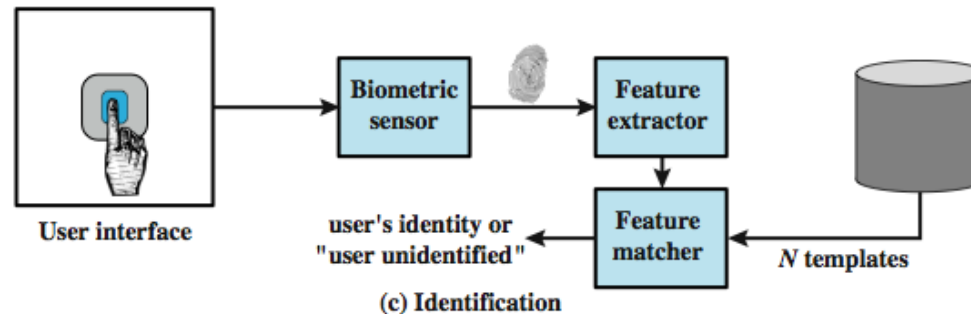 Biometric
sensor
Feature
extractor
User interface
user's identity or
"user unidentified"
Feature
matcher
N templates
(c) Identification